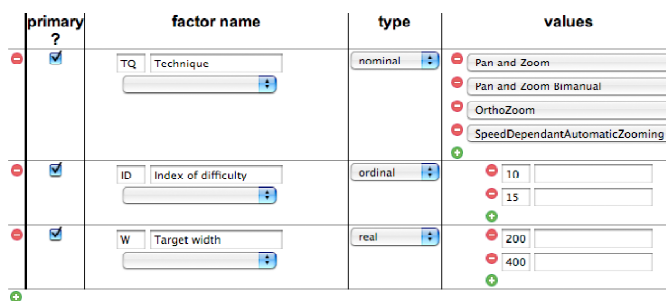 primary ? factor name type values
TQ Technique nominal Pan and Zoom
Pan and Zoom Bimanual
OrthoZoom
SpeedDependantAutomaticZooming
ID Index of difficulty ordinal 10
15
W Target width real 200
400